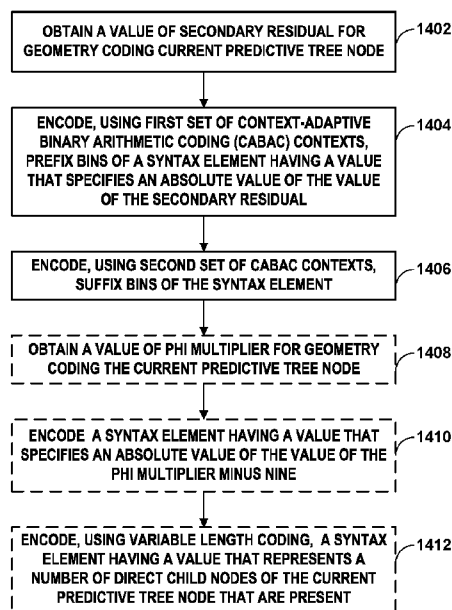 OBTAIN A VALUE OF SECONDARY RESIDUAL FOR
GEOMETRY CODING CURRENT PREDICTIVE TREE NODE
1402
ENCODE, USING FIRST SET OF CONTEXT-ADAPTIVE
BINARY ARITHMETIC CODING (CABAC) CONTEXTS,
PREFIX BINS OF A SYNTAX ELEMENT HAVING A VALUE
THAT SPECIFIES AN ABSOLUTE VALUE OF THE VALUE
OF THE SECONDARY RESIDUAL
1404
ENCODE, USING SECOND SET OF CABAC CONTEXTS,
SUFFIX BINS OF THE SYNTAX ELEMENT
1406
OBTAIN A VALUE OF PHI MULTIPLIER FOR GEOMETRY
CODING THE CURRENT PREDICTIVE TREE NODE
1408
ENCODE A SYNTAX ELEMENT HAVING A VALUE THAT
SPECIFIES AN ABSOLUTE VALUE OF THE VALUE OF THE
PHI MULTIPLIER MINUS NINE
1410
ENCODE, USING VARIABLE LENGTH CODING, A SYNTAX
ELEMENT HAVING A VALUE THAT REPRESENTS A
NUMBER OF DIRECT CHILD NODES OF THE CURRENT
PREDICTIVE TREE NODE THAT ARE PRESENT
1412